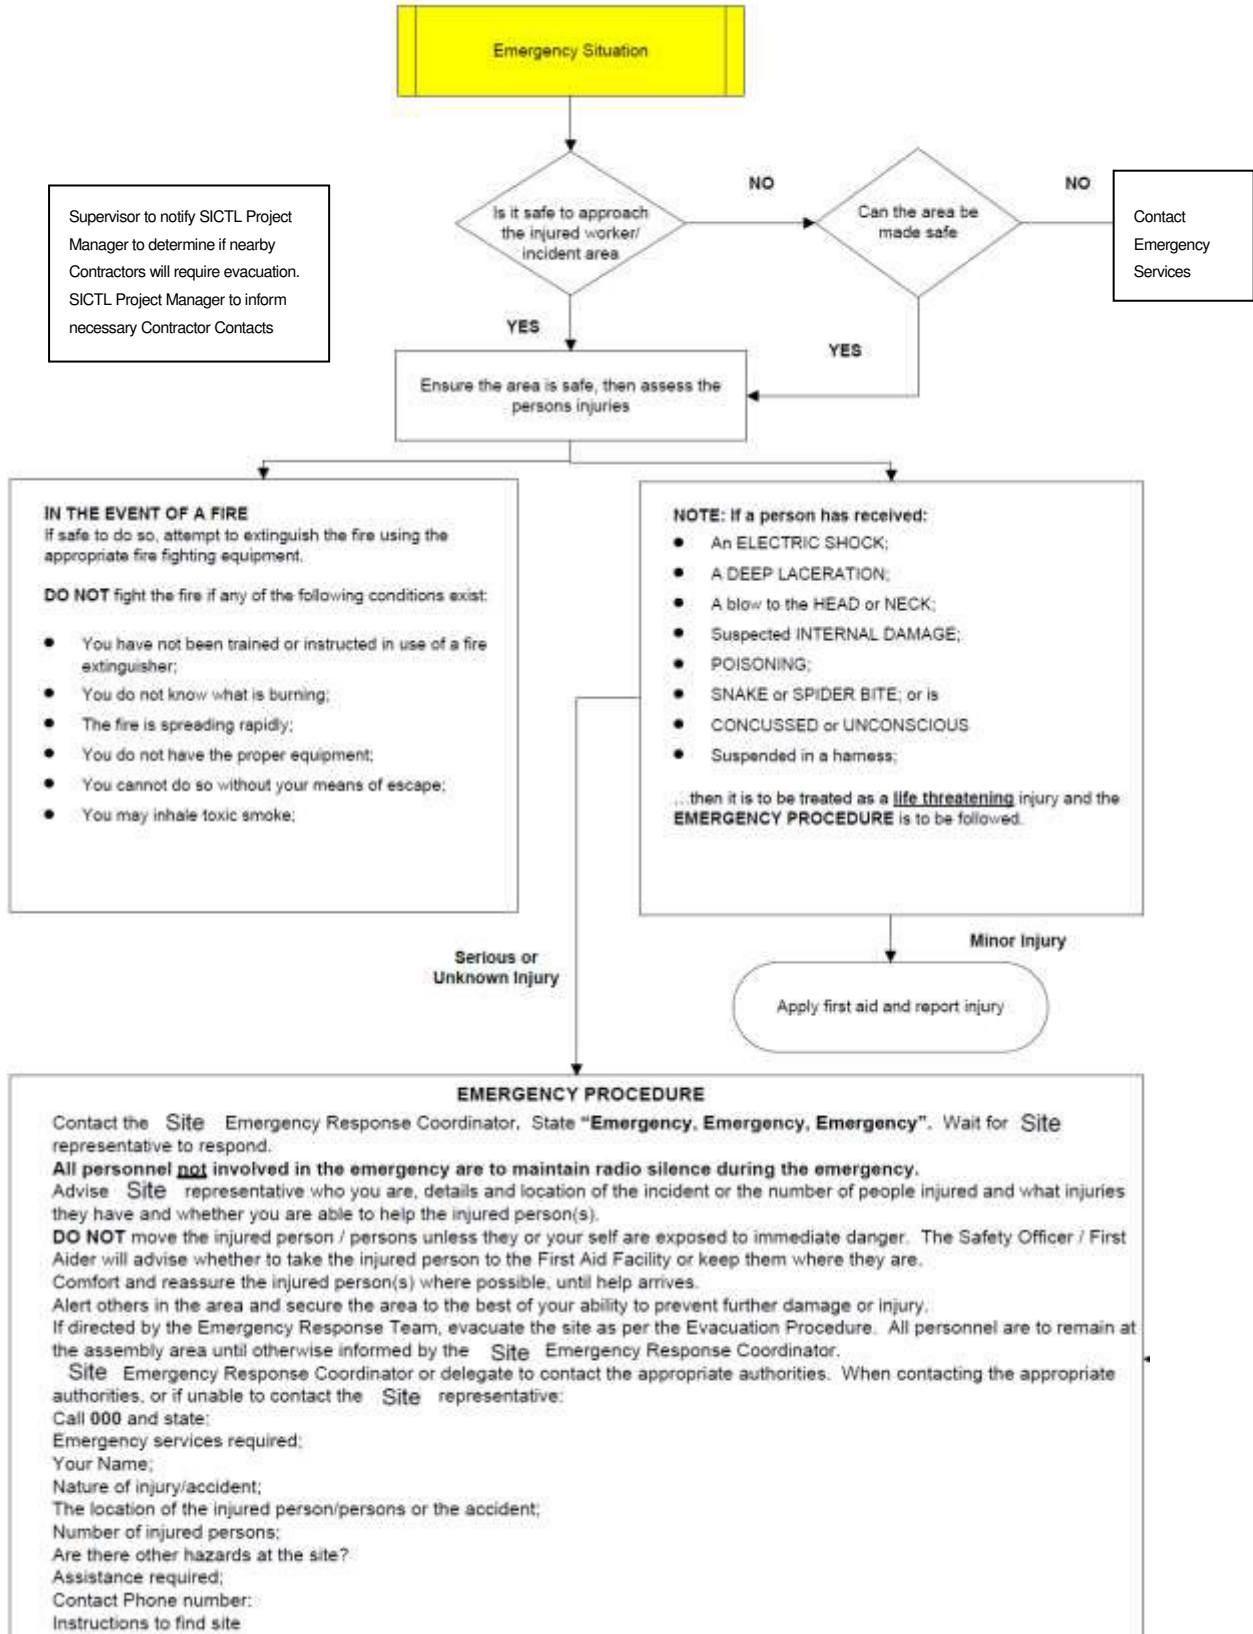 Emergency Situation
Is it safe to approach
the injured worker/
incident area
NO
Can the area be
made safe
NO
Contact
Emergency
Services
Supervisor to notify SICTL Project
Manager to determine if nearby
Contractors will require evacuation.
SICTL Project Manager to inform
necessary Contractor Contacts
YES
YES
Ensure the area is safe, then assess the
persons injuries
IN THE EVENT OF A FIRE
If safe to do so, attempt to extinguish the fire using the
appropriate fire fighting equipment.
DO NOT fight the fire if any of the following conditions exist:
● You have not been trained or instructed in use of a fire
extinguisher;
● You do not know what is burning;
● The fire is spreading rapidly;
● You do not have the proper equipment;
● You cannot do so without your means of escape;
● You may inhale toxic smoke;
NOTE: If a person has received:
● An ELECTRIC SHOCK;
● A DEEP LACERATION;
● A blow to the HEAD or NECK;
● Suspected INTERNAL DAMAGE;
● POISONING;
● SNAKE or SPIDER BITE; or is
● CONCUSSED or UNCONSCIOUS
● Suspended in a harness;
...then it is to be treated as a life threatening injury and the
EMERGENCY PROCEDURE is to be followed.
Serious or
Unknown Injury
Minor Injury
Apply first aid and report injury
EMERGENCY PROCEDURE
Contact the Site Emergency Response Coordinator. State "Emergency, Emergency, Emergency". Wait for Site
representative to respond.
All personnel not involved in the emergency are to maintain radio silence during the emergency.
Advise Site representative who you are, details and location of the incident or the number of people injured and what injuries
they have and whether you are able to help the injured person(s).
DO NOT move the injured person / persons unless they or your self are exposed to immediate danger. The Safety Officer / First
Aider will advise whether to take the injured person to the First Aid Facility or keep them where they are.
Comfort and reassure the injured person(s) where possible, until help arrives.
Alert others in the area and secure the area to the best of your ability to prevent further damage or injury.
If directed by the Emergency Response Team, evacuate the site as per the Evacuation Procedure. All personnel are to remain at
the assembly area until otherwise informed by the Site Emergency Response Coordinator.
Site Emergency Response Coordinator or delegate to contact the appropriate authorities. When contacting the appropriate
authorities, or if unable to contact the Site representative:
Call 000 and state:
Emergency services required;
Your Name;
Nature of injury/accident;
The location of the injured person/persons or the accident;
Number of injured persons;
Are there other hazards at the site?
Assistance required;
Contact Phone number:
Instructions to find site